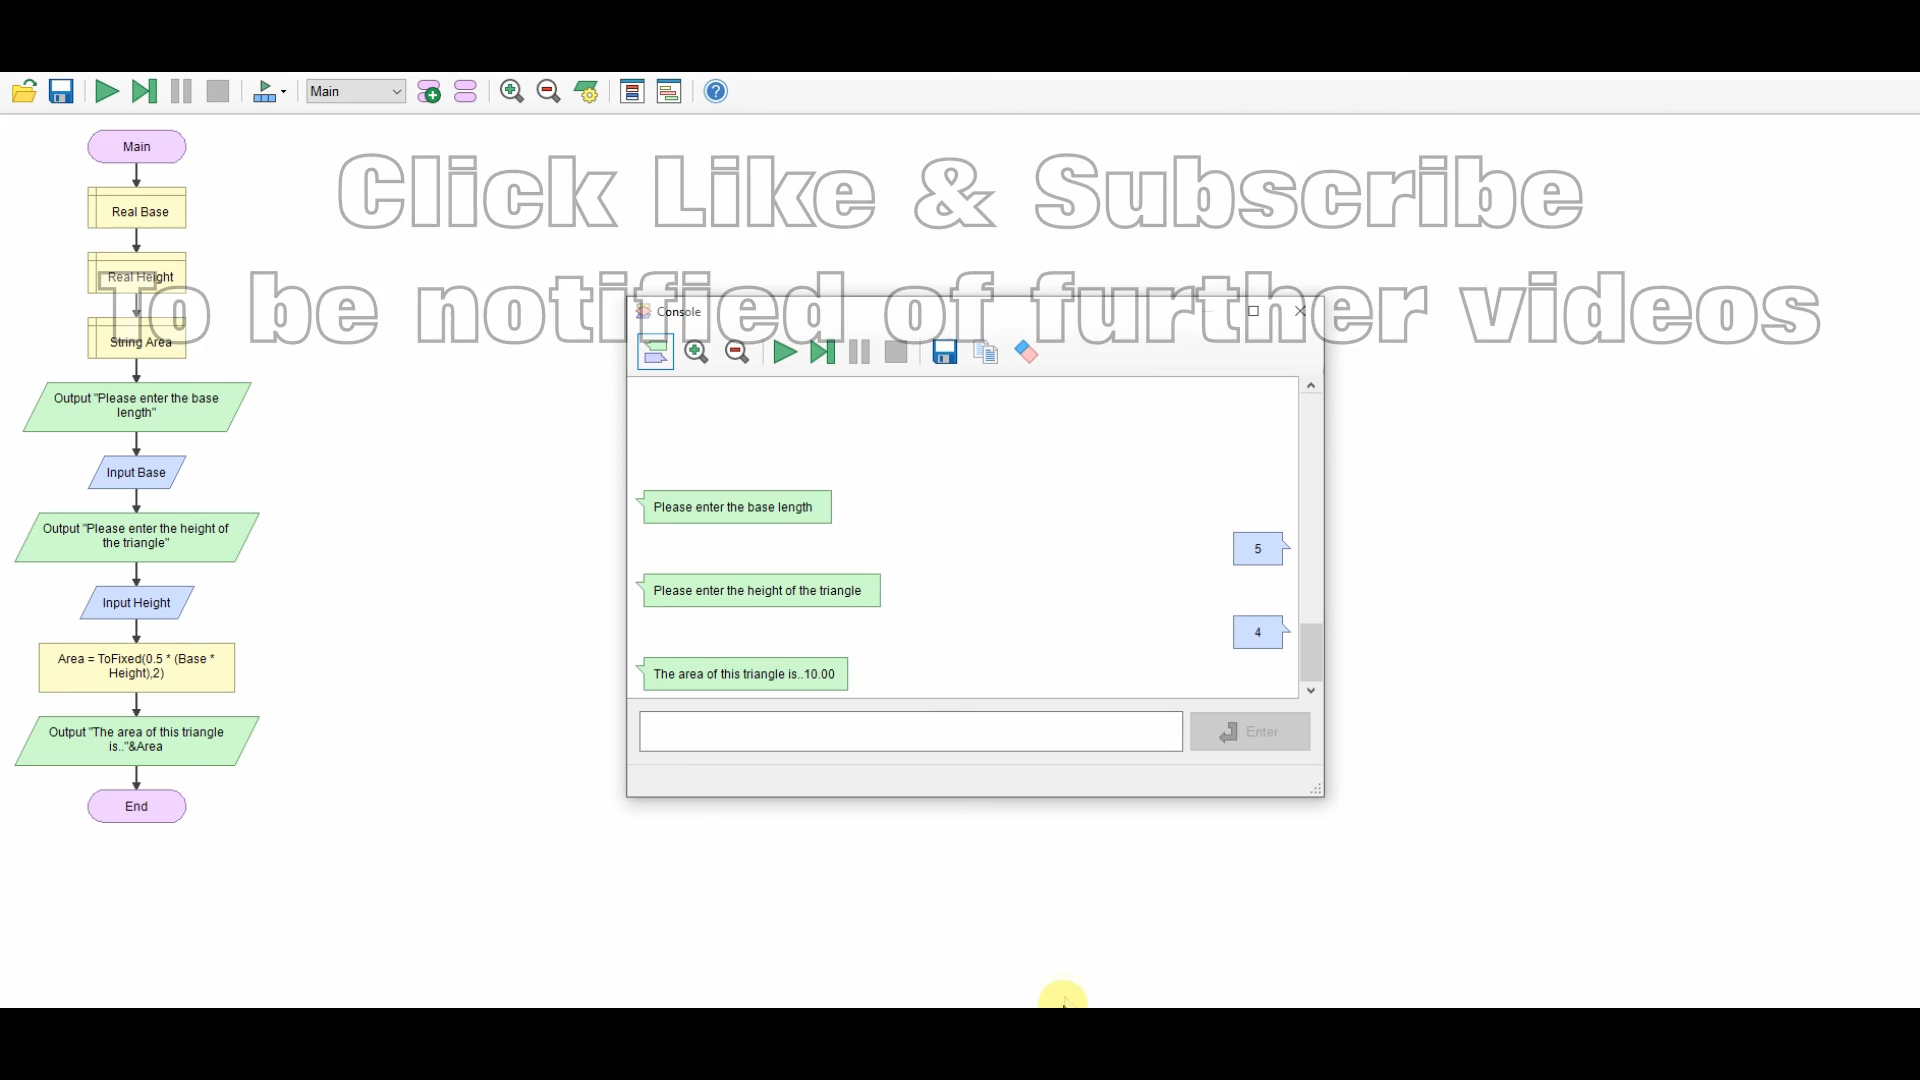 Main
Main
Real Base
Real Height
String Area
Output "Please enter the base
length"
Input Base
Output "Please enter the height of
the triangle"
Input Height
Area = ToFixed(0.5 * (Base *
Height),2)
Output "The area of this triangle
is.."&Area
End
Click Like & Subscribe
To be notified of further videos
Console
Please enter the base length
5
Please enter the height of the triangle
4
The area of this triangle is..10.00
Enter